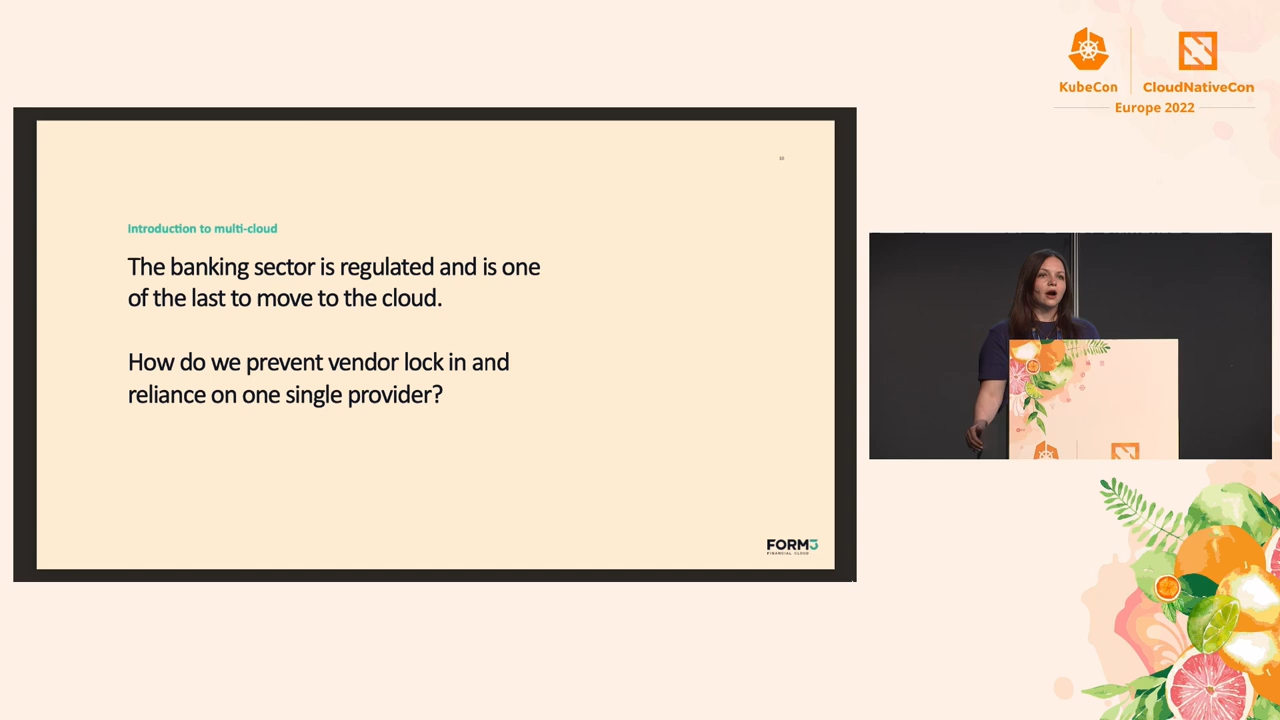 KubeCon
CloudNativeCon
Europe 2022
Introduction to multi-cloud
The banking sector is regulated and is one
of the last to move to the cloud.
How do we prevent vendor lock in and
reliance on one single provider?
FORM3
FINANCIAL CLOUD